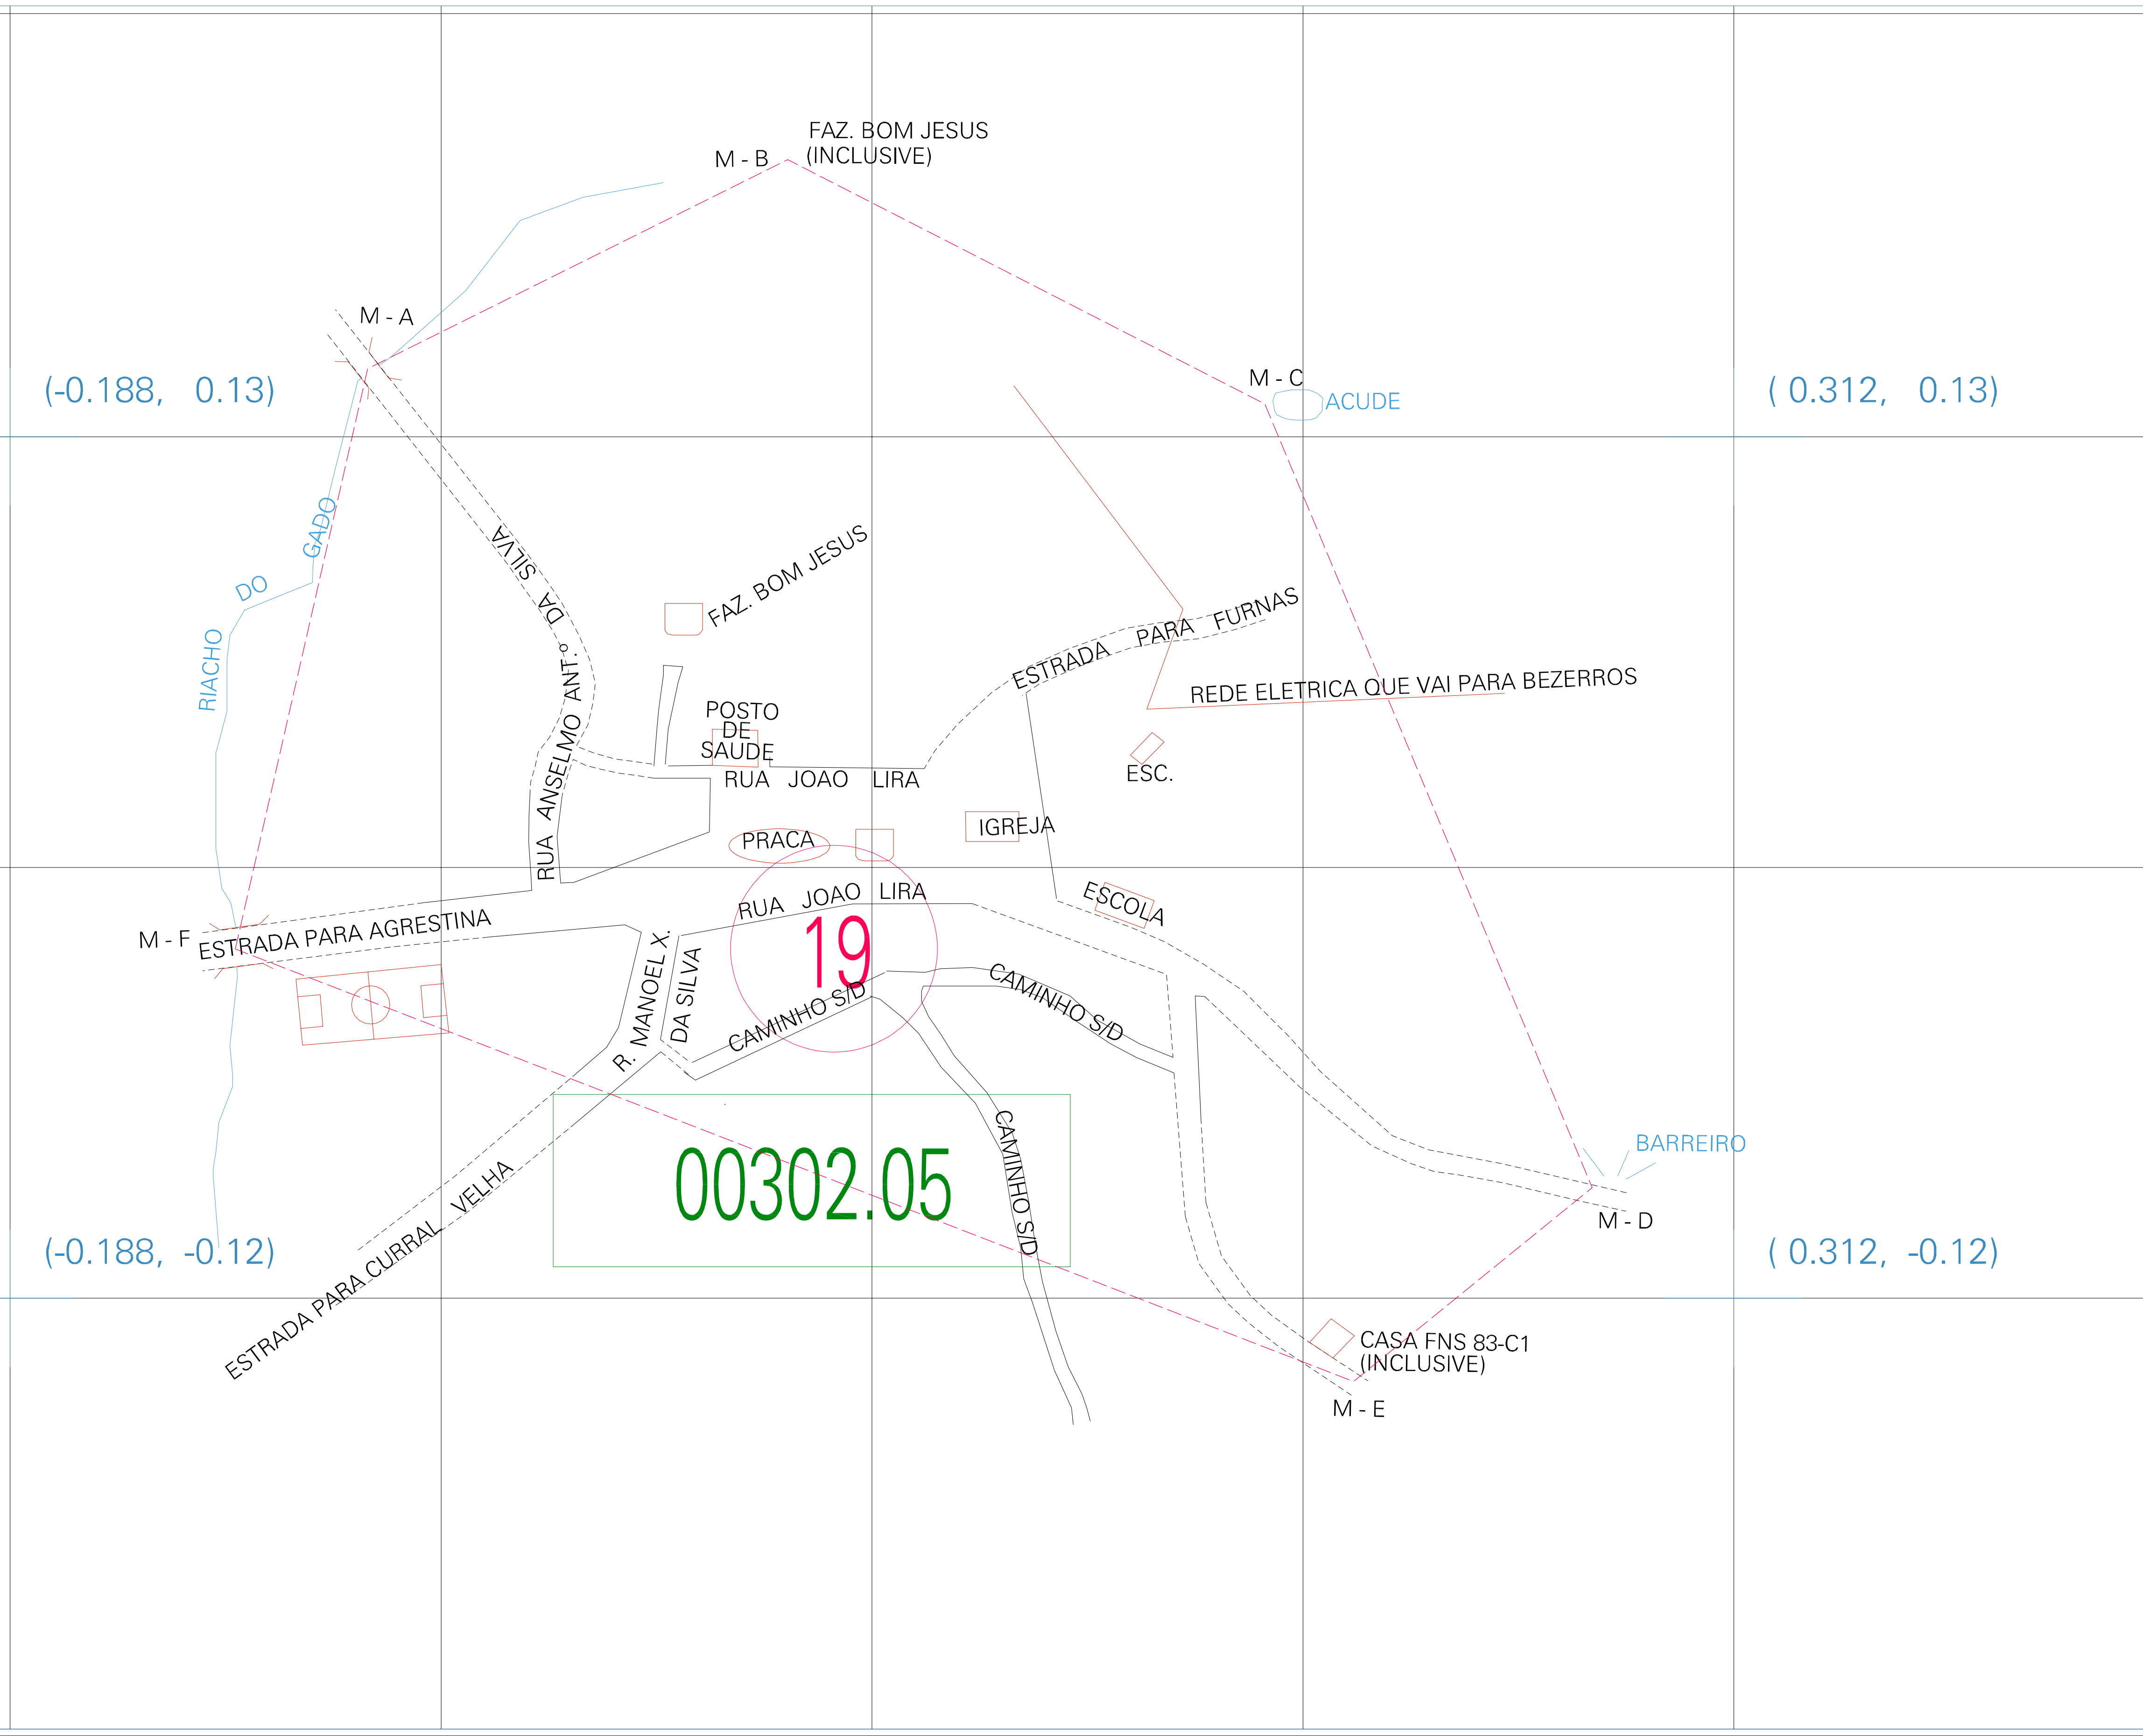 FAZ. BOM JESUS
(INCLUSIVE)
M - B
M - A
M - C
ACUDE
(-0.188, 0.13)
( 0.312, 0.13)
RIACHO DO GADO
FAZ. BOM JESUS
RUA ANSELMO ANT.º DA SILVA
ESTRADA PARA FURNAS
REDE ELETRICA QUE VAI PARA BEZERROS
POSTO
DE
SAUDE
RUA JOAO LIRA
ESC.
PRACA
IGREJA
RUA JOAO LIRA
ESCOLA
M - F
ESTRADA PARA AGRESTINA
19
R. MANOEL X.
DA SILVA
CAMINHO S/D
CAMINHO S/D
CAMINHO S/D
00302.05
BARREIRO
M - D
ESTRADA PARA CURRAL VELHA
(-0.188, -0.12)
( 0.312, -0.12)
CASA FNS 83-C1
(INCLUSIVE)
M - E